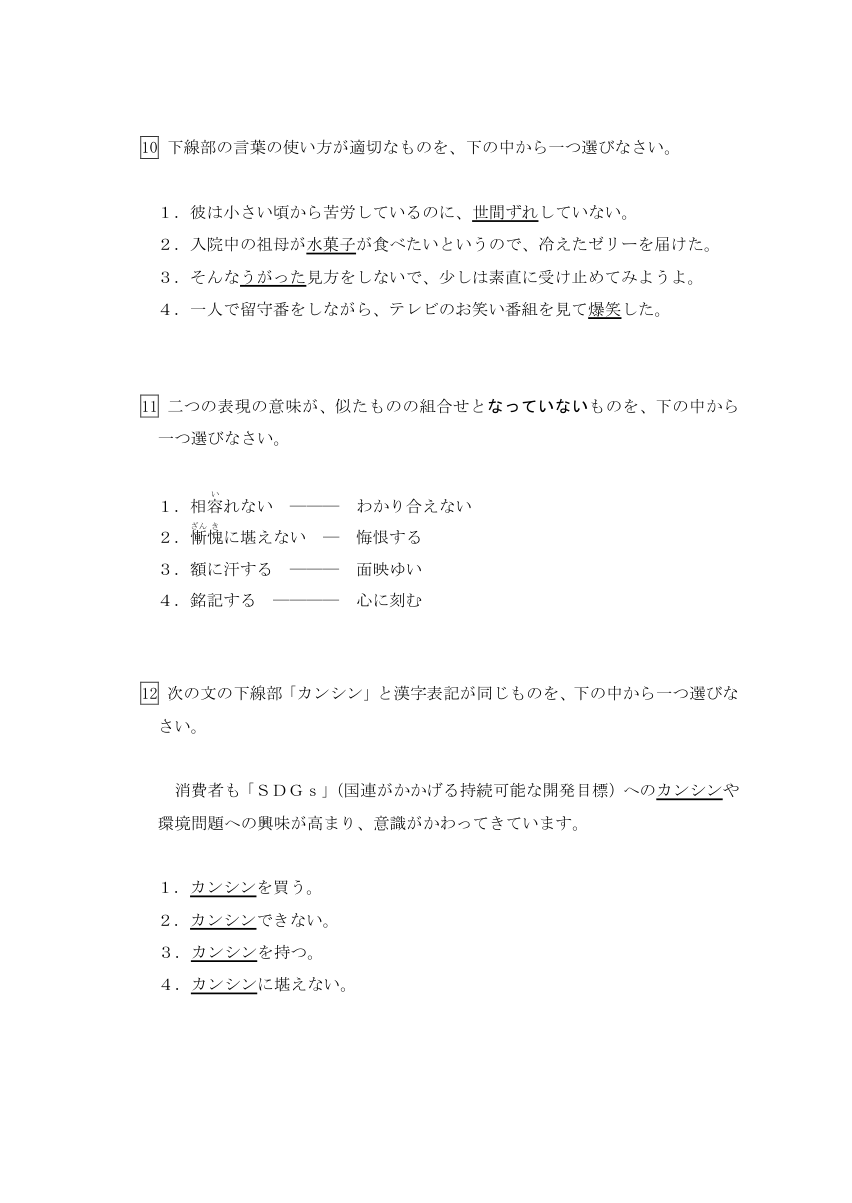 10 下線部の言葉の使い方が適切なものを、下の中から一つ選びなさい。
１．彼は小さい頃から苦労しているのに、世間ずれしていない。
２．入院中の祖母が水菓子が食べたいというので、冷えたゼリーを届けた。
３．そんなうがった見方をしないで、少しは素直に受け止めてみようよ。
４．一人で留守番をしながら、テレビのお笑い番組を見て爆笑した。
11 二つの表現の意味が、似たものの組合せとなっていないものを、下の中から
一つ選びなさい。
い
１．相容れない ――― わかり合えない
ざん き
２．慚愧に堪えない ― 悔恨する
３．額に汗する ――― 面映ゆい
４．銘記する ―――― 心に刻む
12 次の文の下線部「カンシン」と漢字表記が同じものを、下の中から一つ選びな
さい。
消費者も「ＳＤＧｓ」（国連がかかげる持続可能な開発目標）へのカンシンや
環境問題への興味が高まり、意識がかわってきています。
１．カンシンを買う。
２．カンシンできない。
３．カンシンを持つ。
４．カンシンに堪えない。